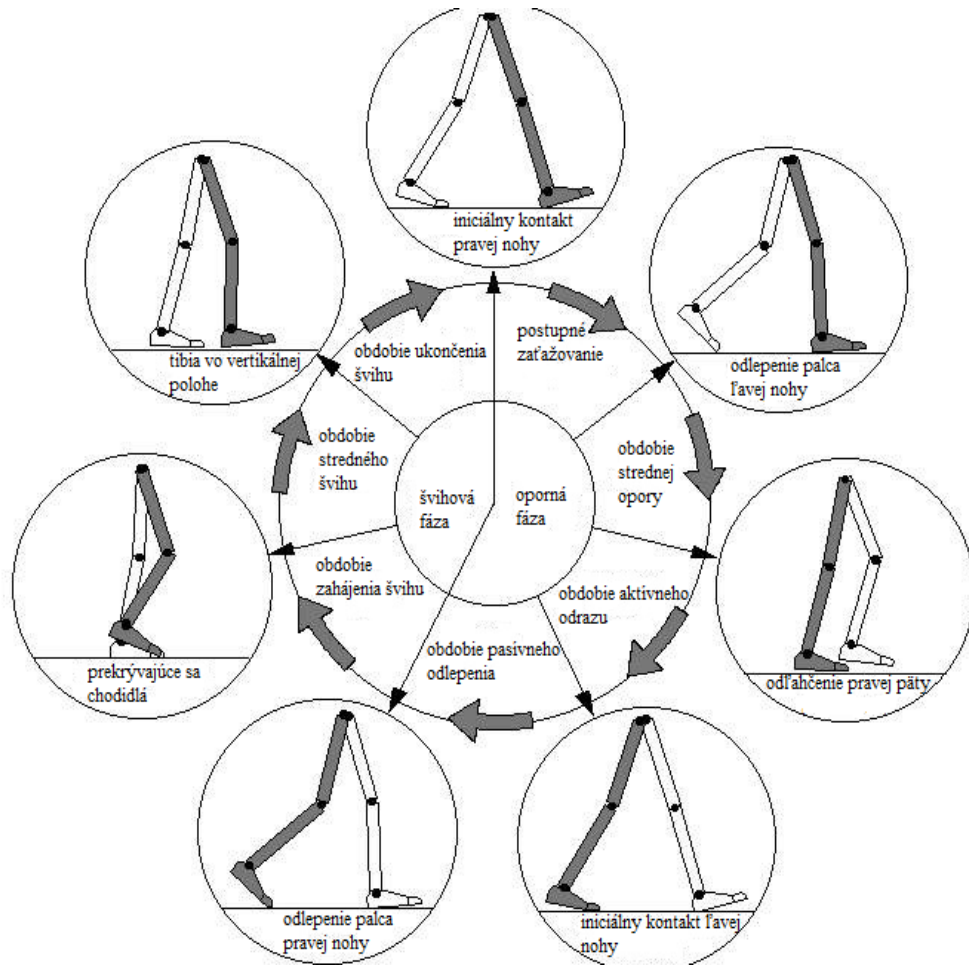 iniciálny kontakt
pravej nohy
postupné
zaťažovanie
odlepenie palca
ľavej nohy
obdobie
strednej
opory
odľahčenie pravej päty
obdobie aktívneho
odrazu
iniciálny kontakt ľavej
nohy
obdobie pasívneho
odlepenia
odlepenie palca
pravej nohy
obdobie
zahájenia švihu
prekrývajúce sa
chodidlá
obdobie
stredného
švihu
tibia vo vertikálnej
polohe
obdobie ukončenia
švihu
švihová
fáza
oporná
fáza